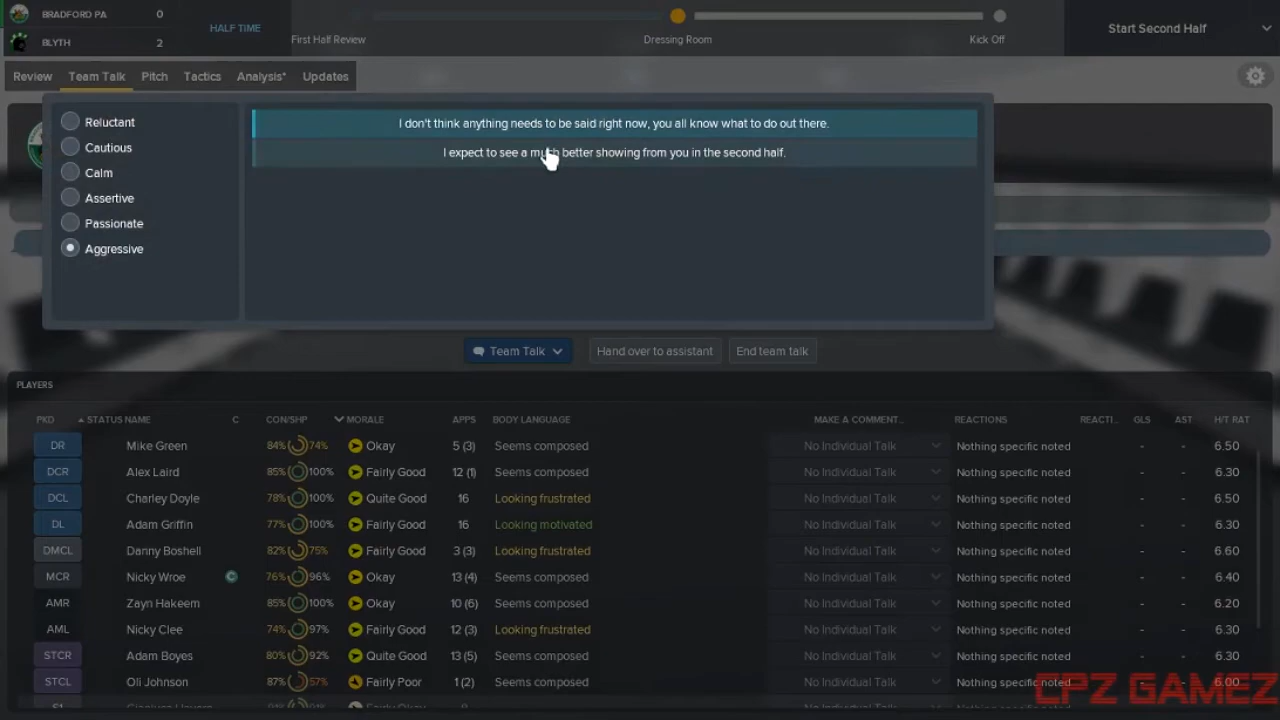 BRADFORD PA 0
BLYTH 2
HALF TIME
First Half Review
Dressing Room
Kick Off
Start Second Half
Review Team Talk Pitch Tactics Analysis* Updates
Reluctant
Cautious
Calm
Assertive
Passionate
Aggressive
I don't think anything needs to be said right now, you all know what to do out there.
I expect to see a much better showing from you in the second half.
Team Talk Hand over to assistant End team talk
PLAYERS
PKD STATUS NAME C CON/SHP MORALE APPS BODY LANGUAGE MAKE A COMMENT... REACTIONS REACTI... GLS AST H/T RAT
DR Mike Green 84% 74% Okay 5 (3) Seems composed No Individual Talk Nothing specific noted - - 6.50
DCR Alex Laird 85% 100% Fairly Good 12 (1) Seems composed No Individual Talk Nothing specific noted - - 6.30
DCL Charley Doyle 78% 100% Quite Good 16 Looking frustrated No Individual Talk Nothing specific noted - - 6.50
DL Adam Griffin 77% 100% Fairly Good 16 Looking motivated No Individual Talk Nothing specific noted - - 6.30
DMCL Danny Boshell 82% 75% Fairly Good 3 (3) Looking frustrated No Individual Talk Nothing specific noted - - 6.60
MCR Nicky Wroe C 76% 96% Okay 13 (4) Seems composed No Individual Talk Nothing specific noted - - 6.40
AMR Zayn Hakeem 85% 100% Okay 10 (6) Seems composed No Individual Talk Nothing specific noted - - 6.20
AML Nicky Clee 74% 97% Fairly Good 12 (3) Looking frustrated No Individual Talk Nothing specific noted - - 6.30
STCR Adam Boyes 80% 92% Quite Good 13 (5) Seems composed No Individual Talk Nothing specific noted - - 6.30
STCL Oli Johnson 87% 57% Fairly Poor 1 (2) Seems composed No Individual Talk Nothing specific noted - - 6.00
CPZ GAMEZ